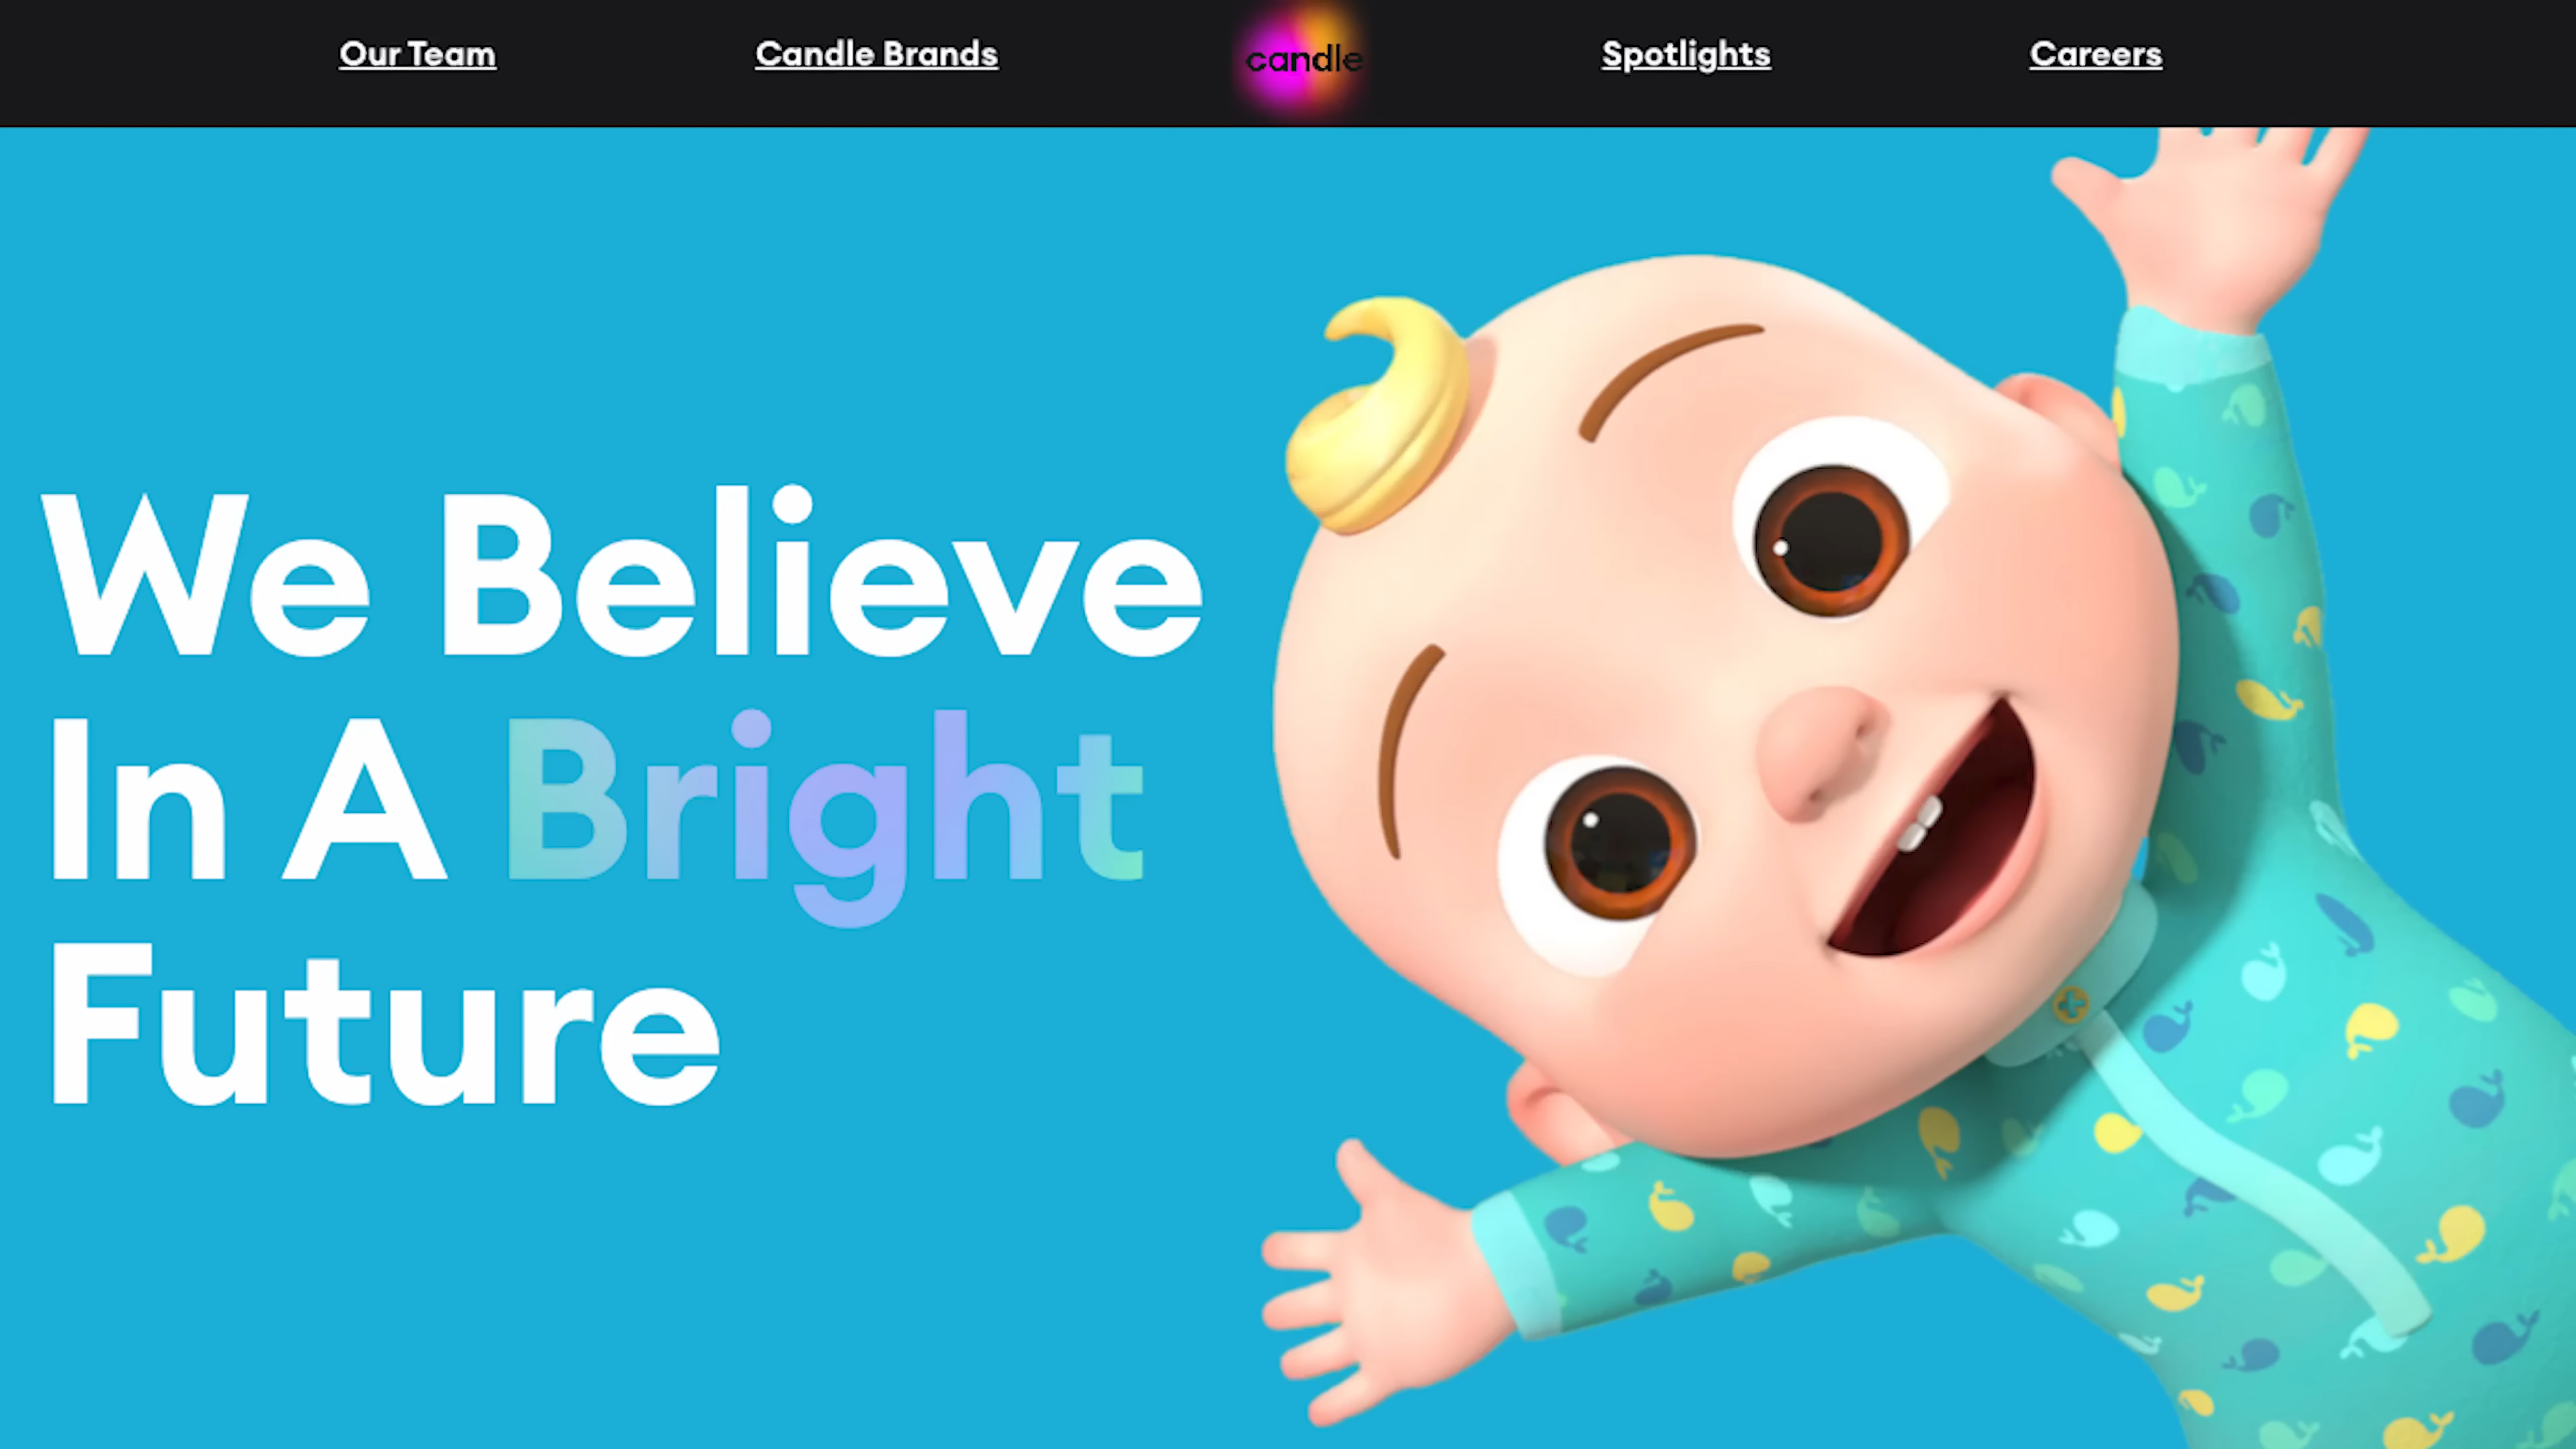 Our Team
Candle Brands
candle
Spotlights
Careers
We Believe
In A Bright
Future